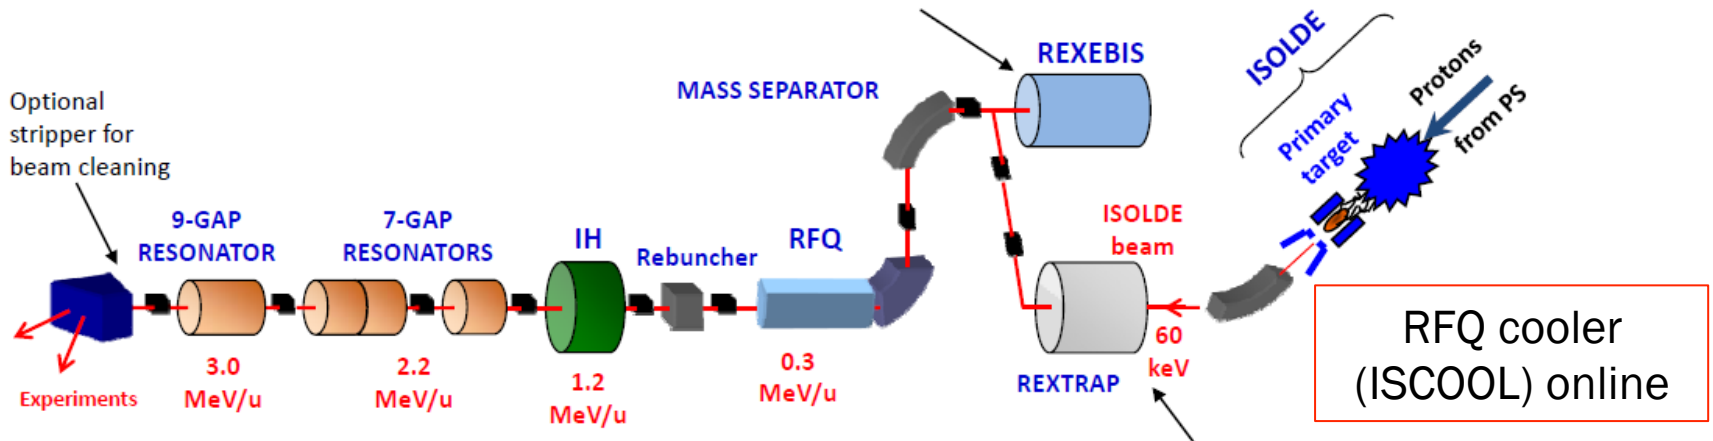 Optional
stripper for
beam cleaning
9-GAP
RESONATOR
7-GAP
RESONATORS
IH
Rebuncher
RFQ
MASS SEPARATOR
REXEBIS
ISOLDE
Primary
target
Protons
from PS
ISOLDE
beam
60
keV
REXTRAP
0.3
MeV/u
1.2
MeV/u
2.2
MeV/u
3.0
MeV/u
Experiments
RFQ cooler
(ISCOOL) online